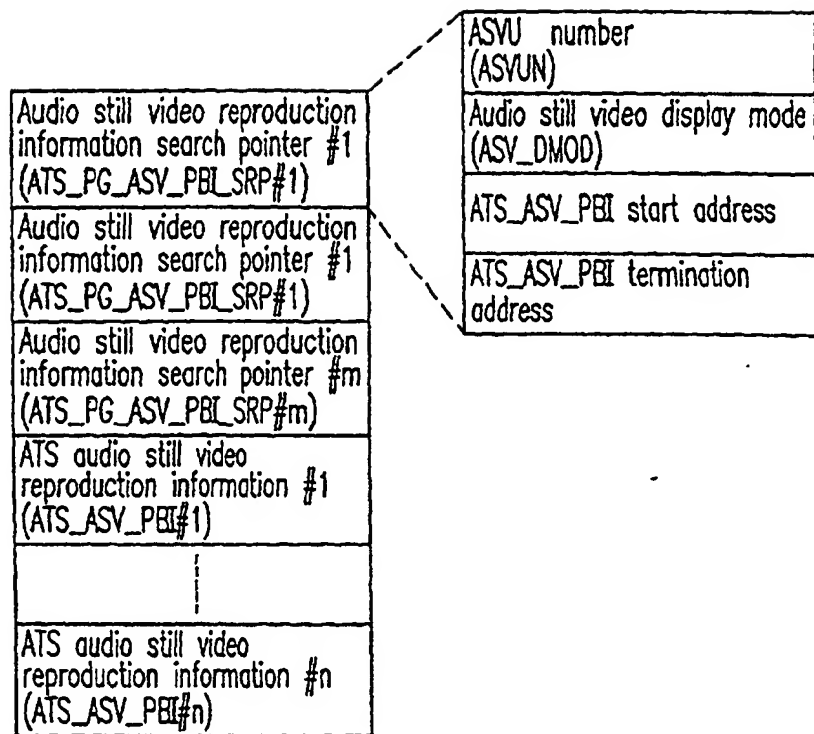 Audio still video reproduction
information search pointer #1
(ATS_PG_ASV_PBI_SRP#1)
Audio still video reproduction
information search pointer #1
(ATS_PG_ASV_PBI_SRP#1)
Audio still video reproduction
information search pointer #m
(ATS_PG_ASV_PBI_SRP#m)
ATS audio still video
reproduction information #1
(ATS_ASV_PBI#1)
ATS audio still video
reproduction information #n
(ATS_ASV_PBI#n)
ASVU number
(ASVUN)
Audio still video display mode
(ASV_DMOD)
ATS_ASV_PBI start address
ATS_ASV_PBI termination
address